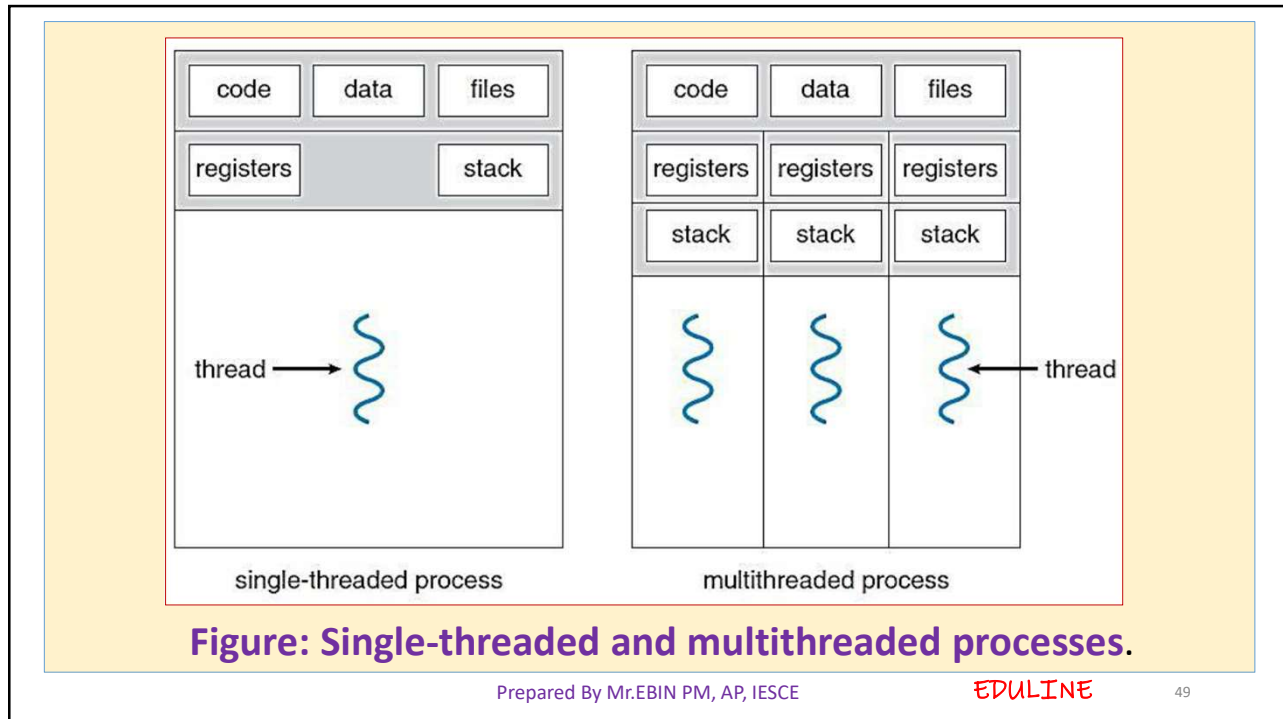 code data files
registers stack
thread
single-threaded process
code data files
registers registers registers
stack stack stack
thread
multithreaded process
Figure: Single-threaded and multithreaded processes.
Prepared By Mr.EBIN PM, AP, IESCE EDULINE 49